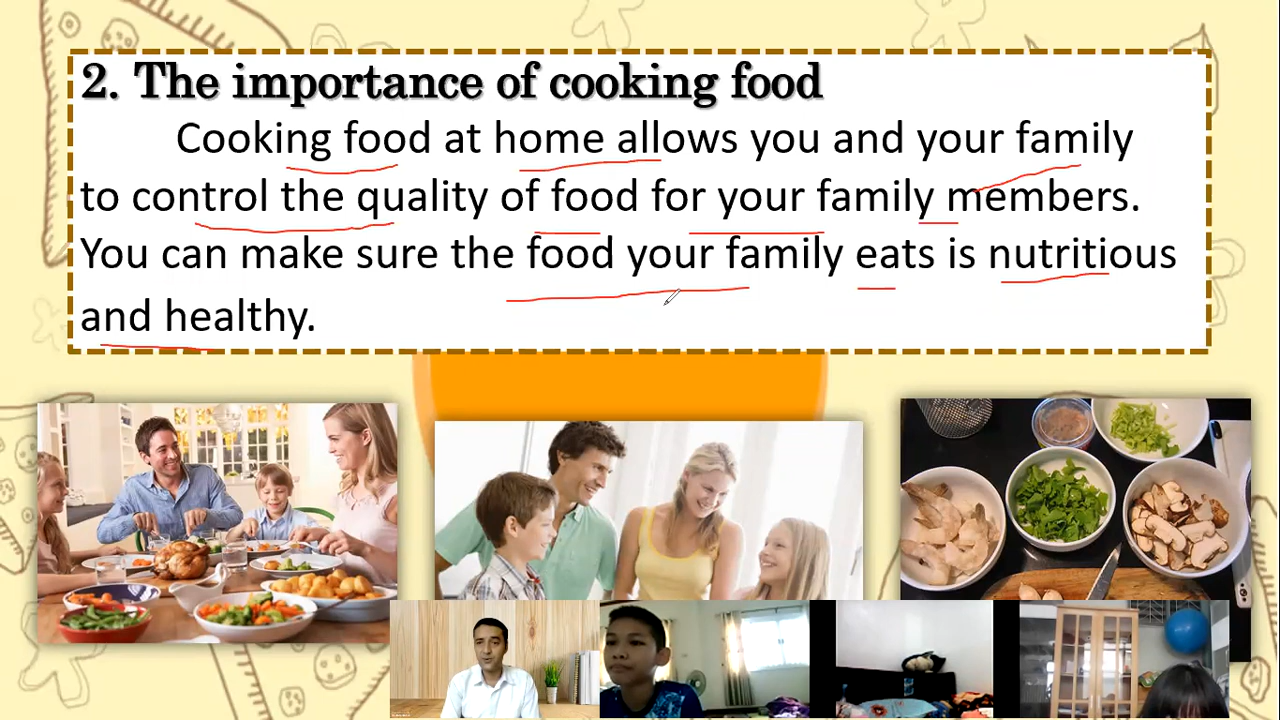 2. The importance of cooking food
Cooking food at home allows you and your family
to control the quality of food for your family members.
You can make sure the food your family eats is nutritious
and healthy.